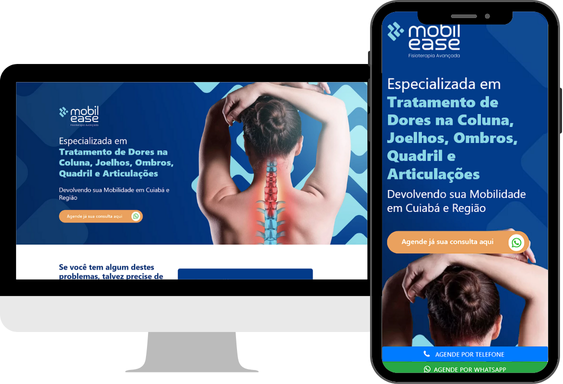 mobil
ease
Especializada em
Tratamento de Dores na
Coluna, Joelhos, Ombros,
Quadril e Articulações
Devolvendo sua Mobilidade em Cuiabá e
Região
Agende já sua consulta aqui
Se você tem algum destes
problemas, talvez precise de
mobil
ease
Fisioterapia Avançada
Especializada em
Tratamento de
Dores na Coluna,
Joelhos, Ombros,
Quadril e
Articulações
Devolvendo sua Mobilidade
em Cuiabá e Região
Agende já sua consulta aqui
AGENDE POR TELEFONE
AGENDE POR WHATSAPP